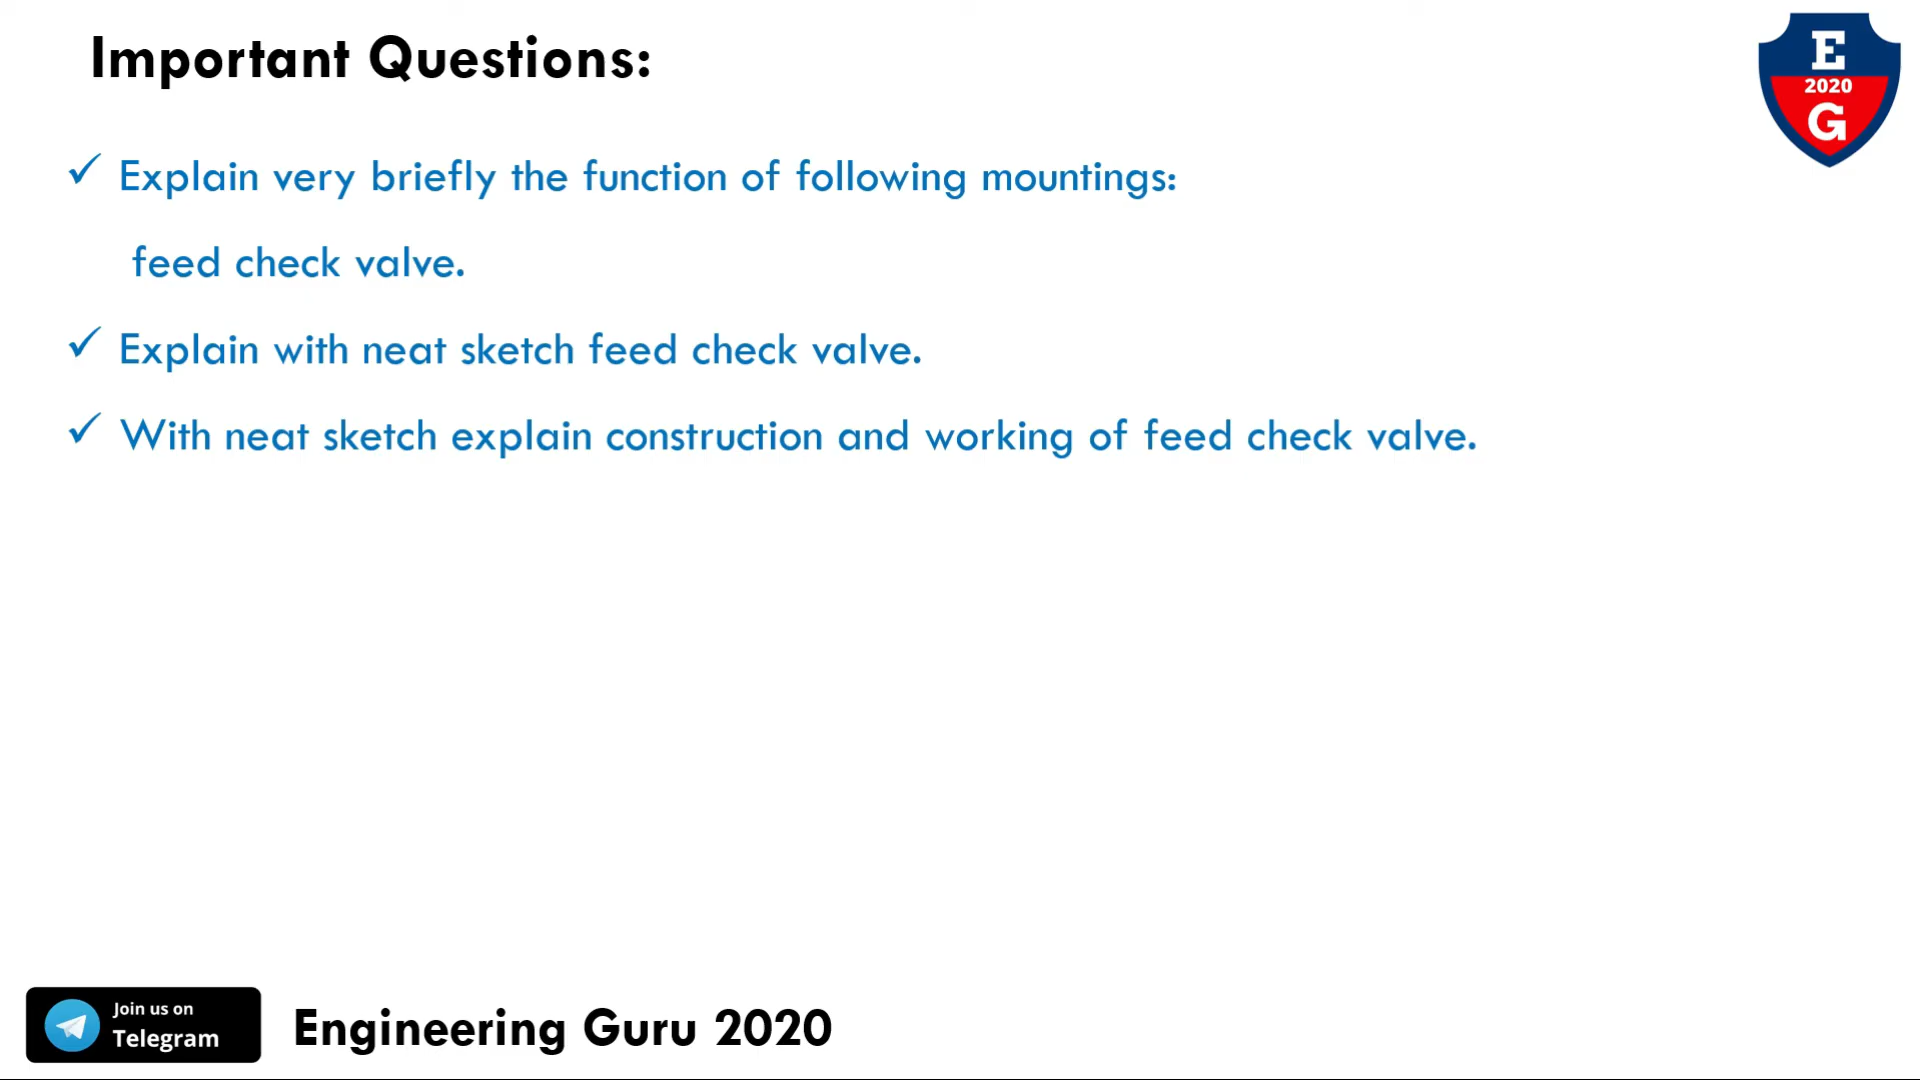 Important Questions:
E
2020
G
✓ Explain very briefly the function of following mountings:
feed check valve.
✓ Explain with neat sketch feed check valve.
✓ With neat sketch explain construction and working of feed check valve.
Join us on
Telegram
Engineering Guru 2020